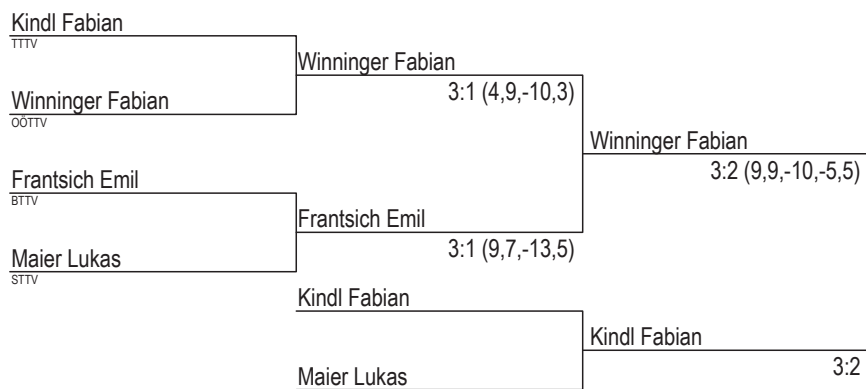 Kindl Fabian
TTTV
Winninger Fabian
3:1 (4,9,-10,3)
Winninger Fabian
OÖTTV
Winninger Fabian
3:2 (9,9,-10,-5,5)
Frantsich Emil
BTTV
Frantsich Emil
3:1 (9,7,-13,5)
Maier Lukas
STTV
Kindl Fabian
Kindl Fabian
3:2
Maier Lukas